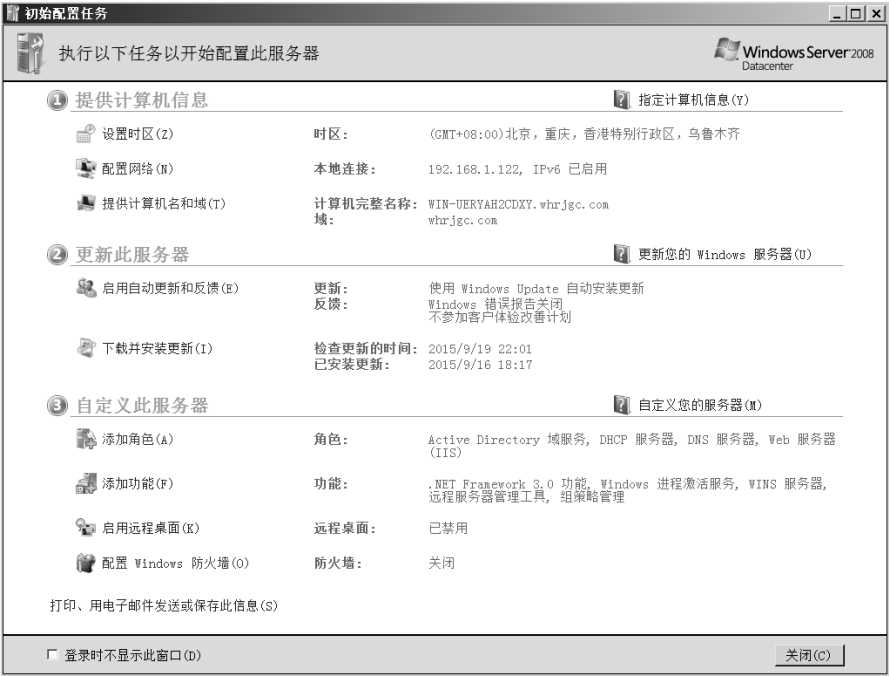 初始配置任务
执行以下任务以开始配置此服务器
Windows Server 2008
Datacenter
1 提供计算机信息 指定计算机信息(Y)
设置时区(Z) 时区: (GMT+08:00)北京，重庆，香港特别行政区，乌鲁木齐
配置网络(N) 本地连接: 192.168.1.122, IPv6 已启用
提供计算机名和域(T) 计算机完整名称: WIN-UERYAH2CDXY.whrjgc.com
域: whrjgc.com
2 更新此服务器 更新您的 Windows 服务器(U)
启用自动更新和反馈(E) 更新: 使用 Windows Update 自动安装更新
反馈: Windows 错误报告关闭
不参加客户体验改善计划
下载并安装更新(I) 检查更新的时间: 2015/9/19 22:01
已安装更新: 2015/9/16 18:17
3 自定义此服务器 自定义您的服务器(M)
添加角色(A) 角色: Active Directory 域服务, DHCP 服务器, DNS 服务器, Web 服务器
(IIS)
添加功能(F) 功能: .NET Framework 3.0 功能, Windows 进程激活服务, WINS 服务器,
远程服务器管理工具, 组策略管理
启用远程桌面(K) 远程桌面: 已禁用
配置 Windows 防火墙(O) 防火墙: 关闭
打印、用电子邮件发送或保存此信息(S)
登录时不显示此窗口(D) 关闭(C)